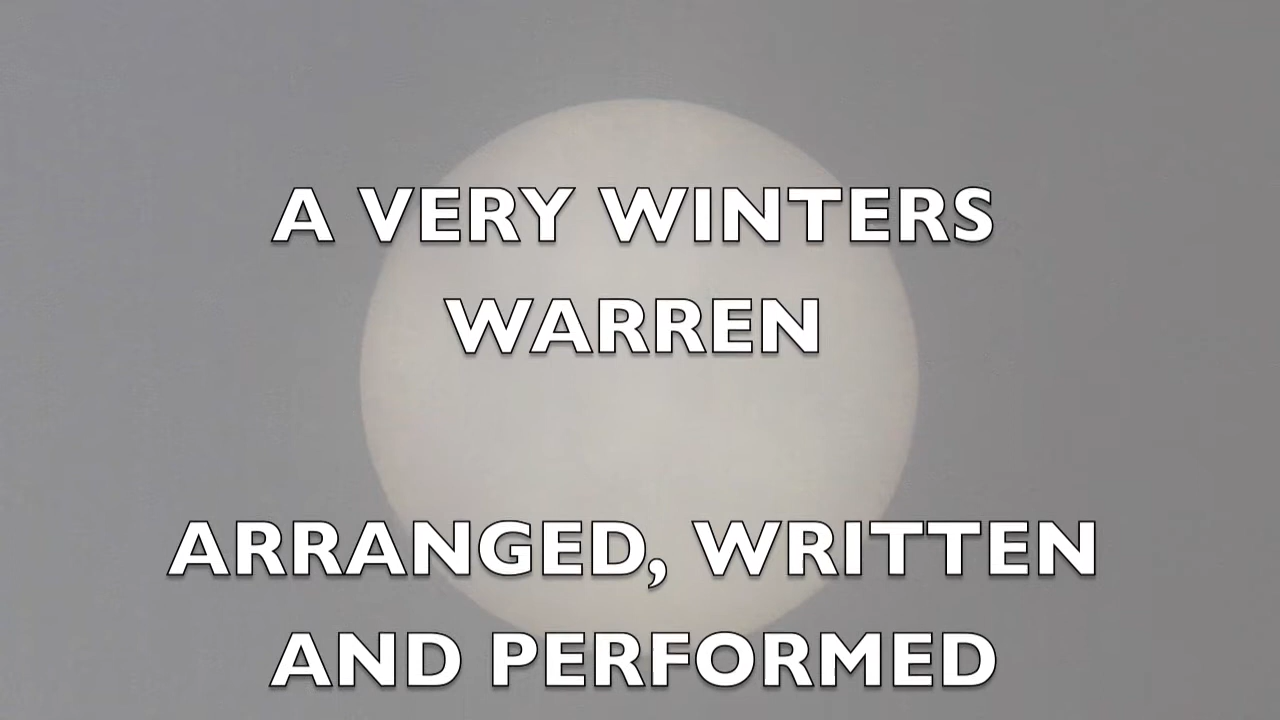 A VERY WINTERS
WARREN
ARRANGED, WRITTEN
AND PERFORMED